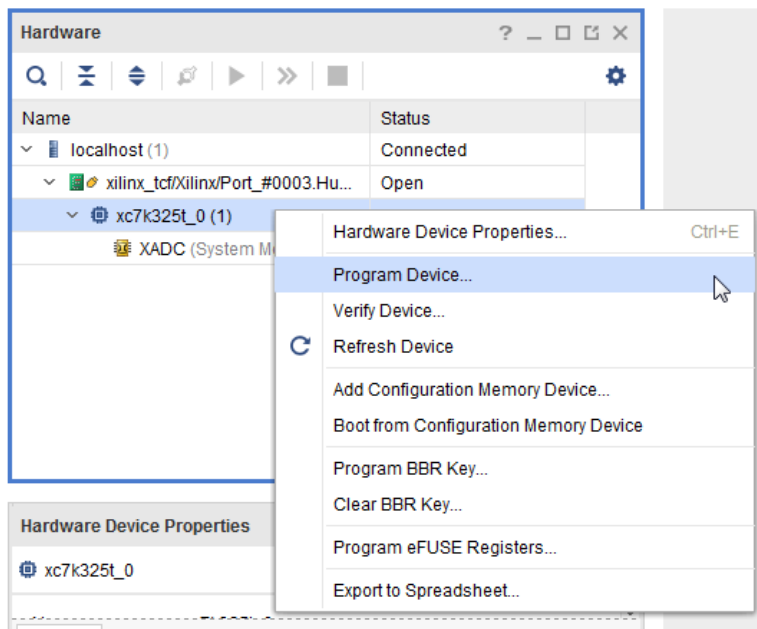 Hardware
Name Status
localhost (1) Connected
xilinx_tcf/Xilinx/Port_#0003.Hu... Open
xc7k325t_0 (1)
XADC (System M
Hardware Device Properties... Ctrl+E
Program Device...
Verify Device...
Refresh Device
Add Configuration Memory Device...
Boot from Configuration Memory Device
Program BBR Key...
Clear BBR Key...
Program eFUSE Registers...
Export to Spreadsheet...
Hardware Device Properties
xc7k325t_0